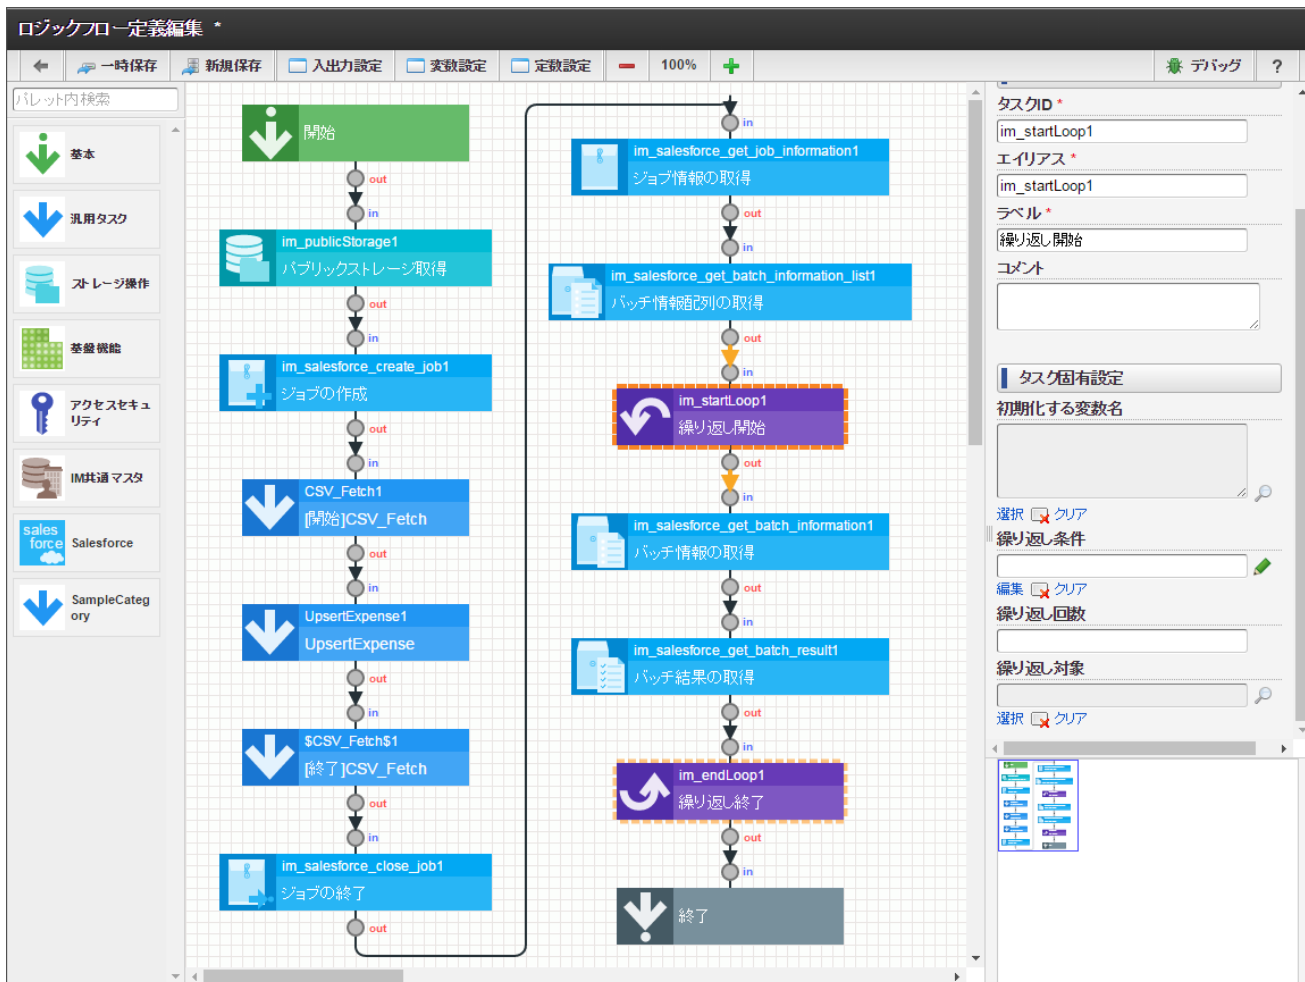 ロジックフロー定義編集 *
一時保存
新規保存
入出力設定
変数設定
定数設定
100%
デバッグ
?
パレット内検索
基本
汎用タスク
ストレージ操作
基盤機能
アクセスセキュ
リティ
IM共通マスタ
sales
force
Salesforce
SampleCateg
ory
開始
out
in
im_publicStorage1
パブリックストレージ取得
out
in
im_salesforce_create_job1
ジョブの作成
out
in
CSV_Fetch1
[開始]CSV_Fetch
out
in
UpsertExpense1
UpsertExpense
out
in
$CSV_Fetch$1
[終了]CSV_Fetch
out
in
im_salesforce_close_job1
ジョブの終了
out
in
im_salesforce_get_job_information1
ジョブ情報の取得
out
in
im_salesforce_get_batch_information_list1
バッチ情報配列の取得
out
in
im_startLoop1
繰り返し開始
out
in
im_salesforce_get_batch_information1
バッチ情報の取得
out
in
im_salesforce_get_batch_result1
バッチ結果の取得
out
in
im_endLoop1
繰り返し終了
out
in
終了
タスクID *
im_startLoop1
エイリアス *
im_startLoop1
ラベル *
繰り返し開始
コメント
タスク固有設定
初期化する変数名
選択 クリア
繰り返し条件
編集 クリア
繰り返し回数
繰り返し対象
選択 クリア